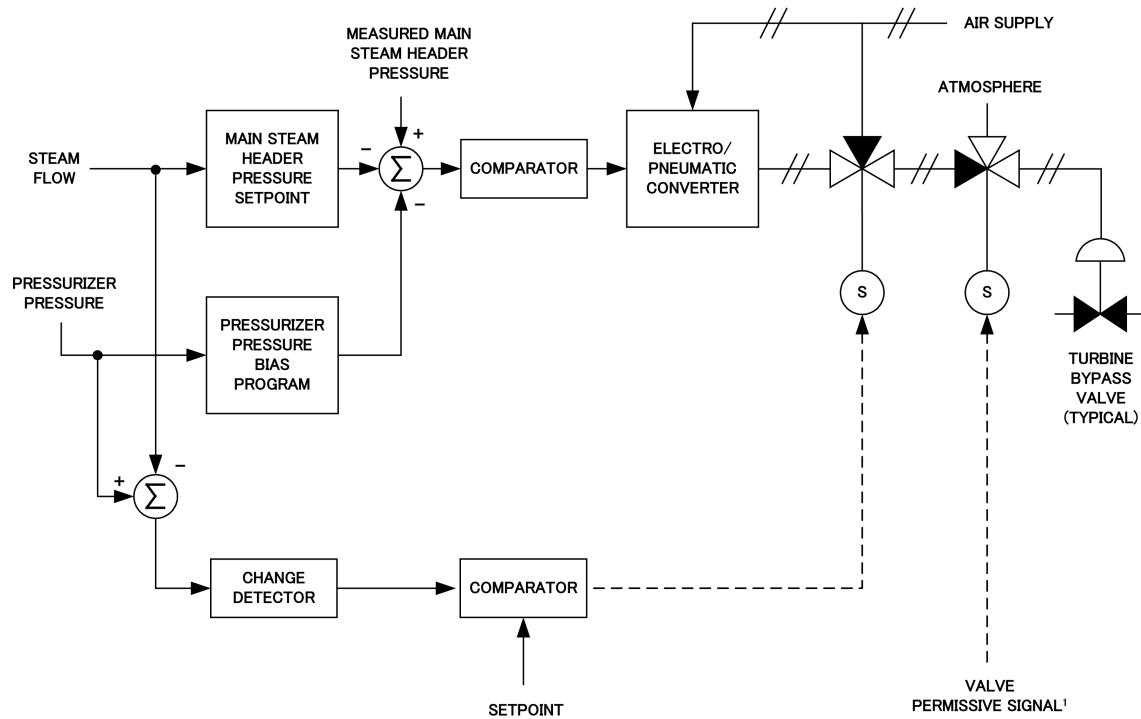 AIR SUPPLY
MEASURED MAIN
STEAM HEADER
PRESSURE
ATMOSPHERE
STEAM
FLOW
MAIN STEAM
HEADER
PRESSURE
SETPOINT
+
-
Σ
-
COMPARATOR
ELECTRO/
PNEUMATIC
CONVERTER
PRESSURIZER
PRESSURE
PRESSURIZER
PRESSURE
BIAS
PROGRAM
S
S
TURBINE
BYPASS
VALVE
(TYPICAL)
+
-
Σ
CHANGE
DETECTOR
COMPARATOR
SETPOINT
VALVE
PERMISSIVE SIGNAL¹